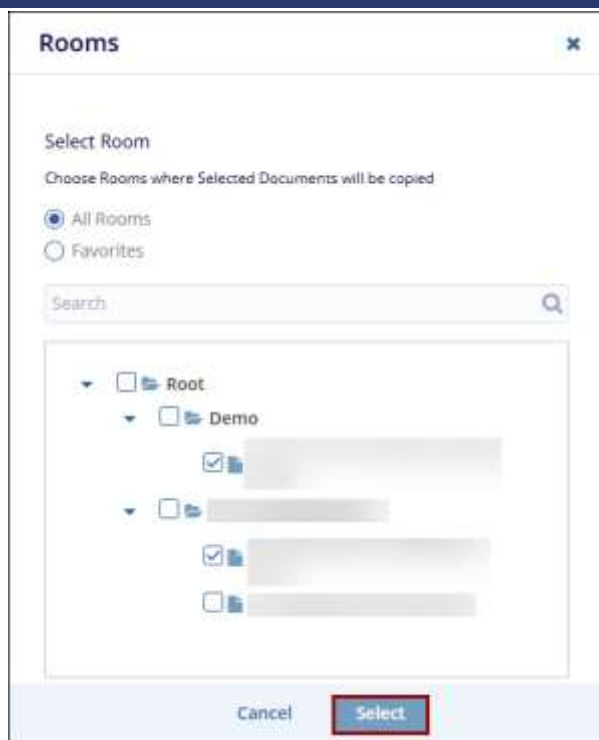 Rooms
Select Room
Choose Rooms where Selected Documents will be copied
All Rooms
Favorites
Search
Root
Demo
Cancel Select